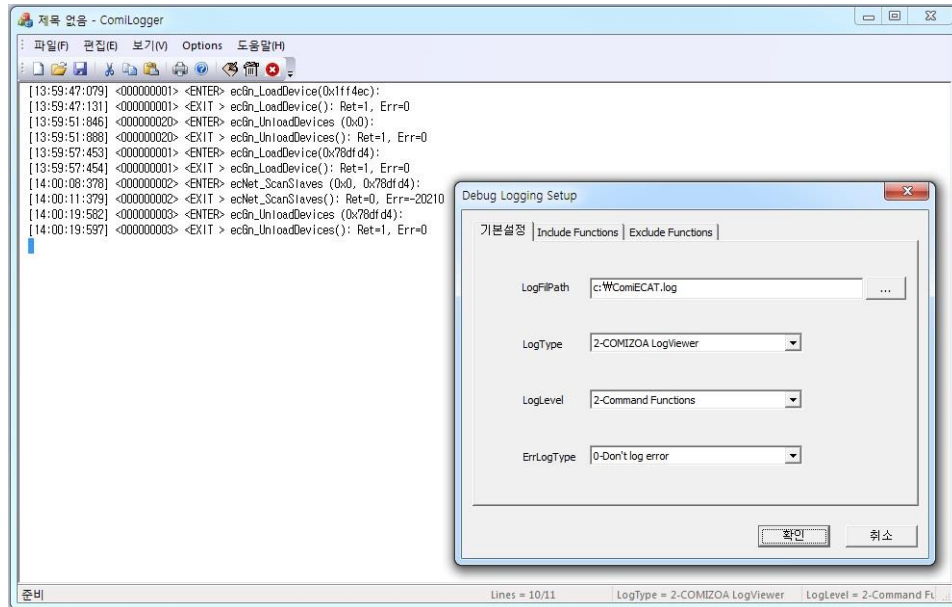 제목 없음 - ComiLogger
파일(F) 편집(E) 보기(V) Options 도움말(H)
[13:59:47:079] <000000001> <ENTER> ecGn_LoadDevice(0x1ff4ec):
[13:59:47:131] <000000001> <EXIT > ecGn_LoadDevice(): Ret=1, Err=0
[13:59:51:846] <000000020> <ENTER> ecGn_UnloadDevices (0x0):
[13:59:51:888] <000000020> <EXIT > ecGn_UnloadDevices(): Ret=1, Err=0
[13:59:57:453] <000000001> <ENTER> ecGn_LoadDevice(0x78dfd4):
[13:59:57:454] <000000001> <EXIT > ecGn_LoadDevice(): Ret=1, Err=0
[14:00:08:378] <000000002> <ENTER> ecNet_ScanSlaves (0x0, 0x78dfd4):
[14:00:11:379] <000000002> <EXIT > ecNet_ScanSlaves(): Ret=0, Err=-20210
[14:00:19:582] <000000003> <ENTER> ecGn_UnloadDevices (0x78dfd4):
[14:00:19:597] <000000003> <EXIT > ecGn_UnloadDevices(): Ret=1, Err=0
Debug Logging Setup
기본설정 Include Functions Exclude Functions
LogFilPath c:₩ComiECAT.log ...
LogType 2-COMIZOA LogViewer
LogLevel 2-Command Functions
ErrLogType 0-Don't log error
확인 취소
준비 Lines = 10/11 LogType = 2-COMIZOA LogViewer LogLevel = 2-Command Fu